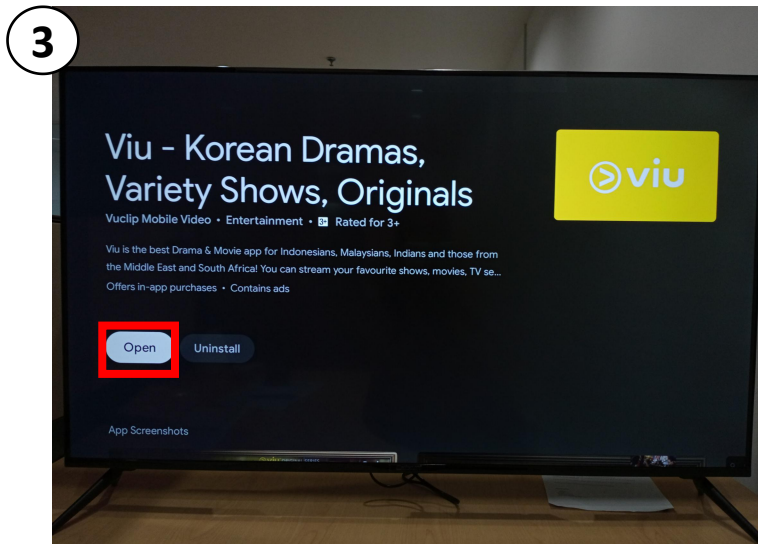 3
Viu - Korean Dramas,
Variety Shows, Originals
Vuclip Mobile Video • Entertainment • 3+ Rated for 3+
Viu is the best Drama & Movie app for Indonesians, Malaysians, Indians and those from
the Middle East and South Africa! You can stream your favourite shows, movies, TV se...
Offers in-app purchases • Contains ads
viu
Open
Uninstall
App Screenshots